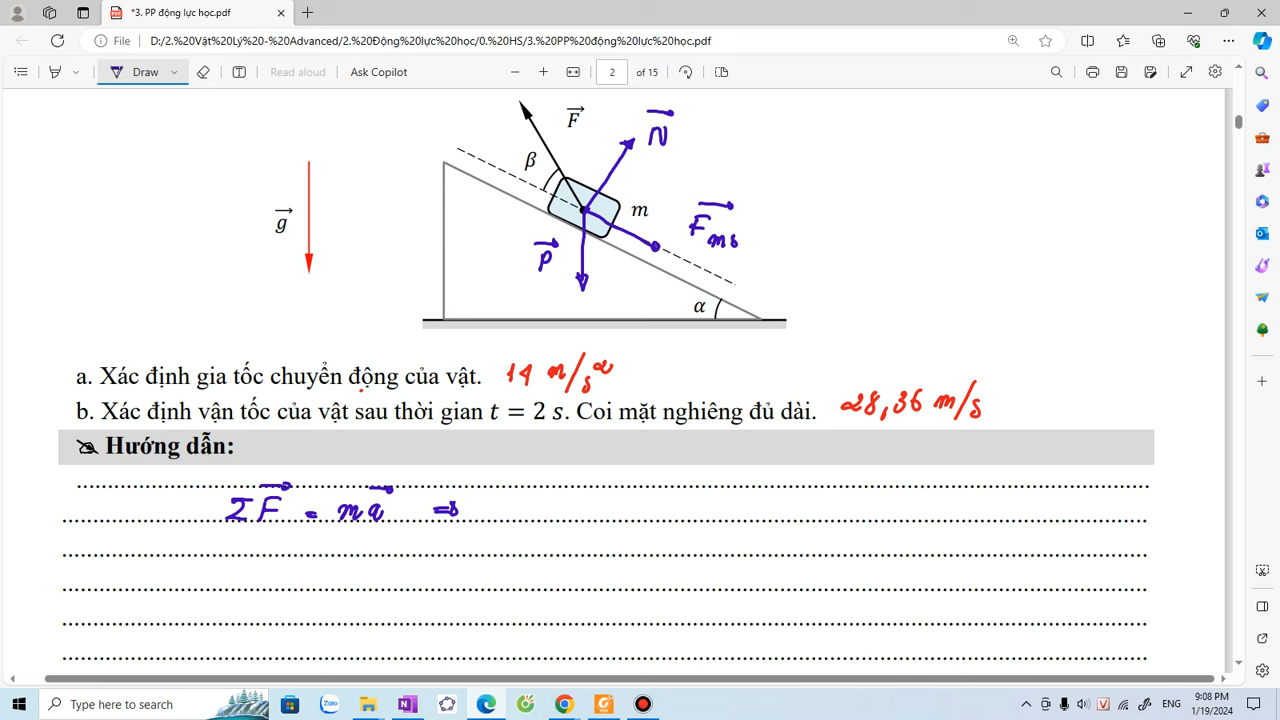 *3. PP động lực học.pdf
File D:/2.%20Vật%20Lý%20-%20Advanced/2.%20Động%20lực%20học/0.%20HS/3.%20PP%20động%20lực%20học.pdf
Draw Read aloud Ask Copilot 2 of 15
F
N
β
m
g
Fms
P
α
a. Xác định gia tốc chuyển động của vật. 14 m/s2
b. Xác định vận tốc của vật sau thời gian t = 2 s. Coi mặt nghiêng đủ dài. 28,36 m/s
Hướng dẫn:
ΣF = ma =>
Type here to search
Zalo
V
ENG
9:08 PM
1/19/2024